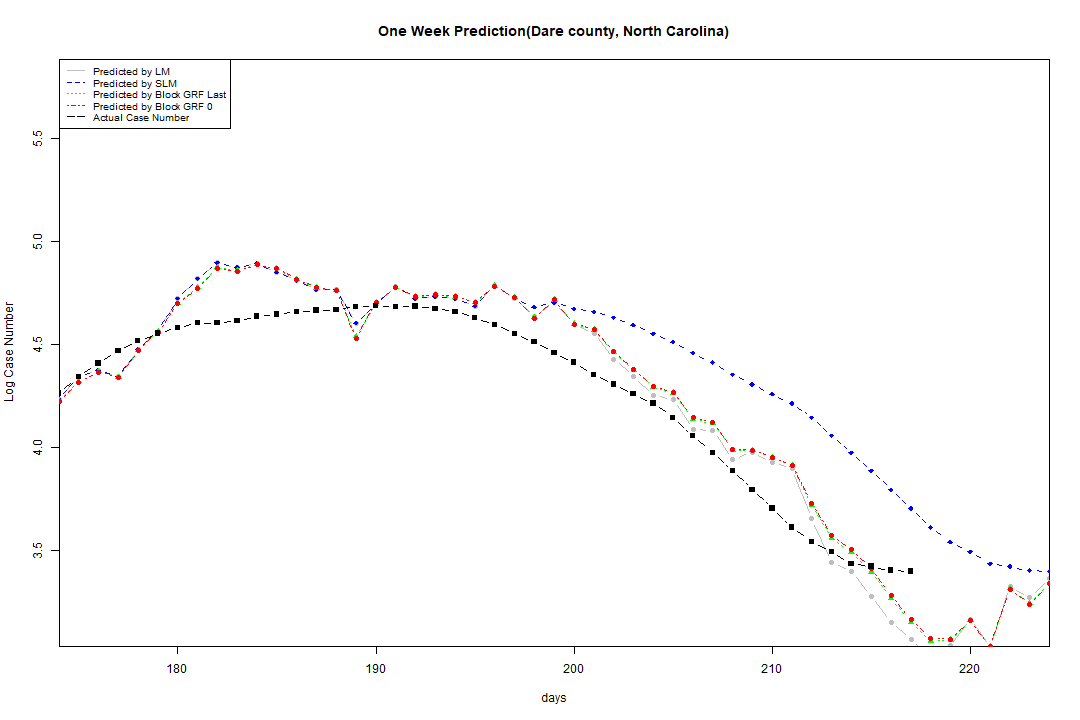 One Week Prediction(Dare county, North Carolina)
Predicted by LM
Predicted by SLM
Predicted by Block GRF Last
Predicted by Block GRF 0
Actual Case Number
Log Case Number
5.5
5.0
4.5
4.0
3.5
180 190 200 210 220
days